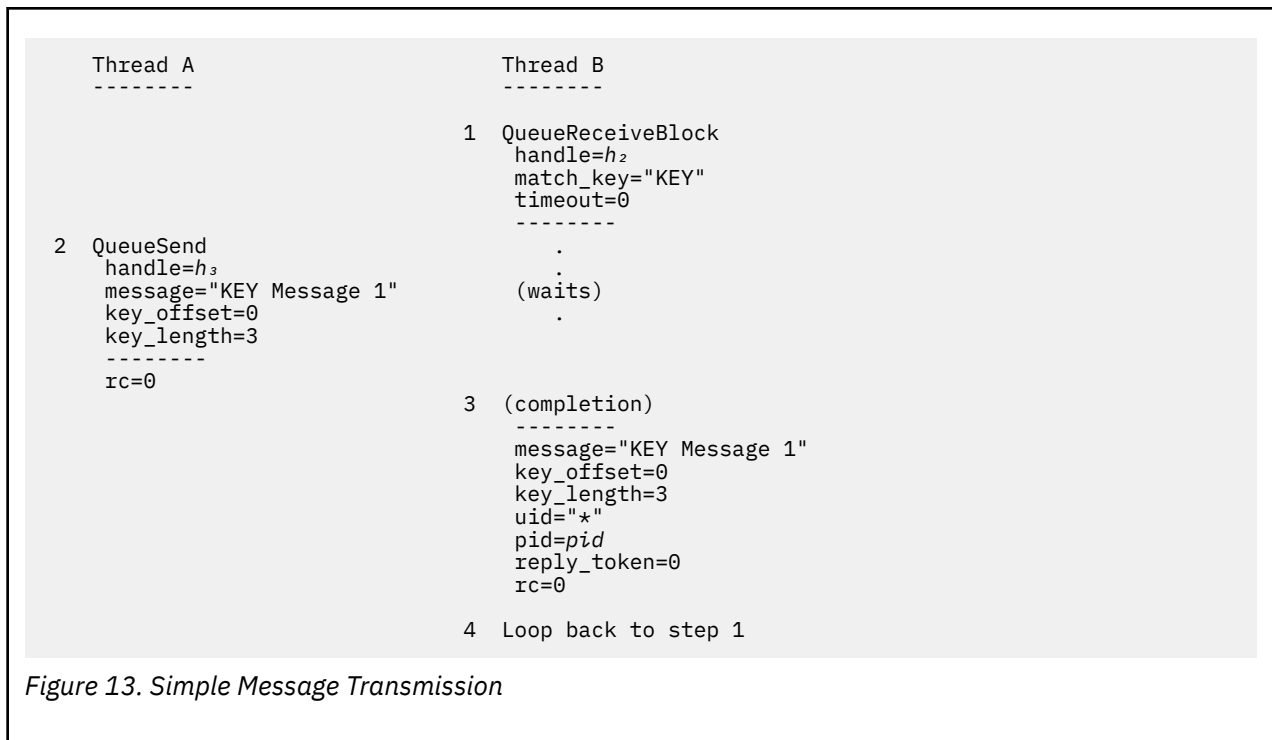 Thread A                         Thread B
--------                         --------
                              1  QueueReceiveBlock
                                  handle=h₂
                                  match_key="KEY"
                                  timeout=0
                                  --------
2  QueueSend                         .
    handle=h₃                        .
    message="KEY Message 1"       (waits)
    key_offset=0                     .
    key_length=3
    --------
    rc=0
                              3  (completion)
                                  --------
                                  message="KEY Message 1"
                                  key_offset=0
                                  key_length=3
                                  uid="*"
                                  pid=pid
                                  reply_token=0
                                  rc=0
                              4  Loop back to step 1
Figure 13. Simple Message Transmission